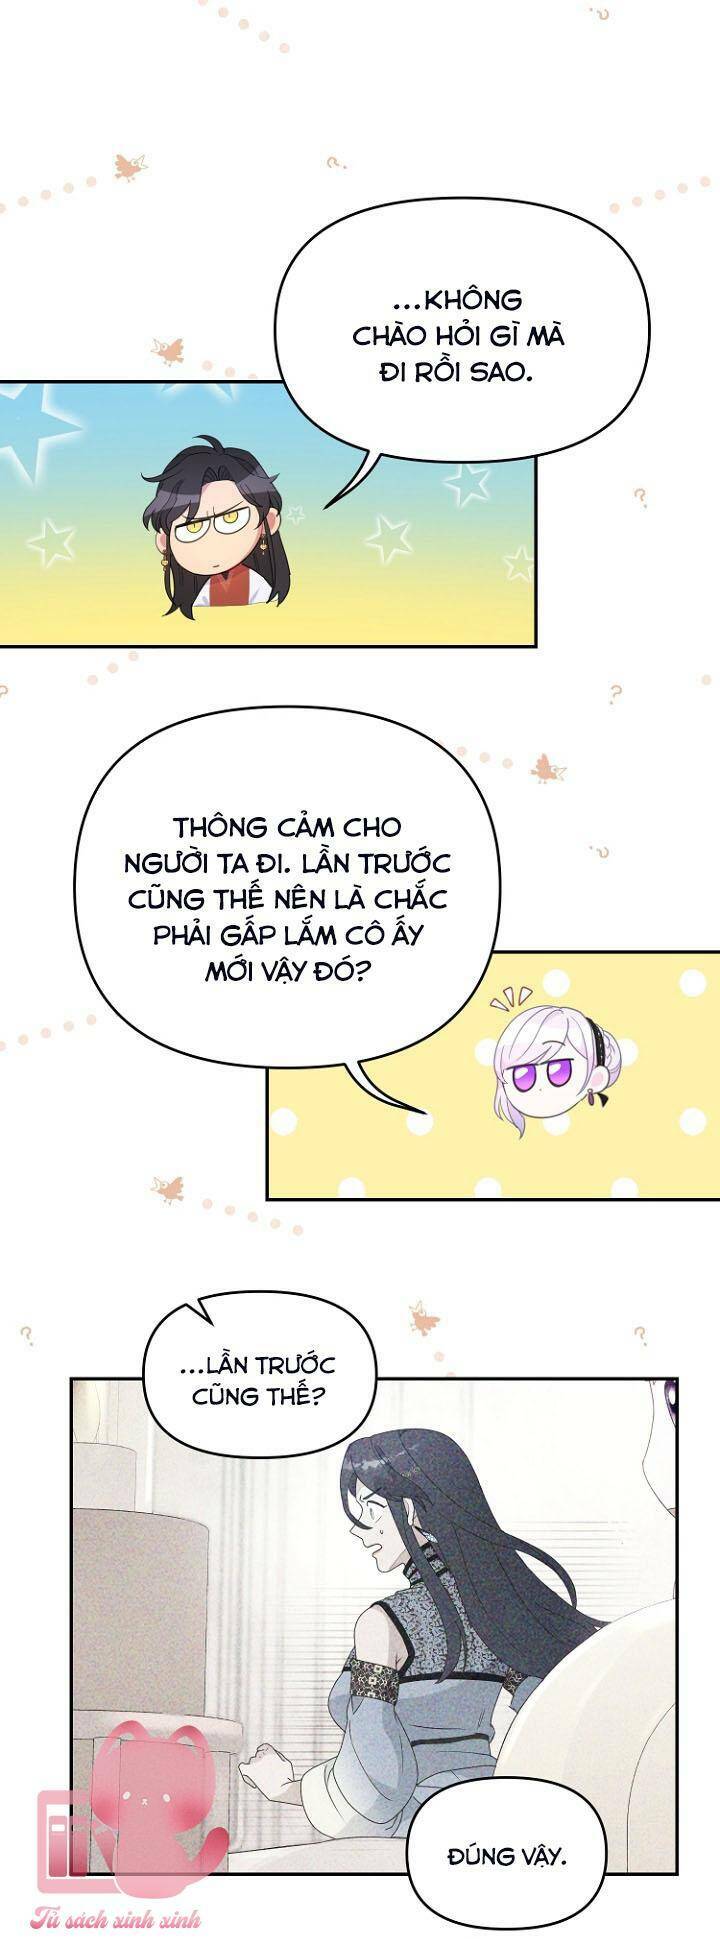 ...KHÔNG
CHÀO HỎI GÌ MÀ
ĐI RỒI SAO.
THÔNG CẢM CHO
NGƯỜI TA ĐI. LẦN TRƯỚC
CŨNG THẾ NÊN LÀ CHẮC
PHẢI GẤP LẮM CÔ ẤY
MỚI VẬY ĐÓ?
...LẦN TRƯỚC
CŨNG THẾ?
ĐÚNG VẬY.
Tủ sách xinh xinh